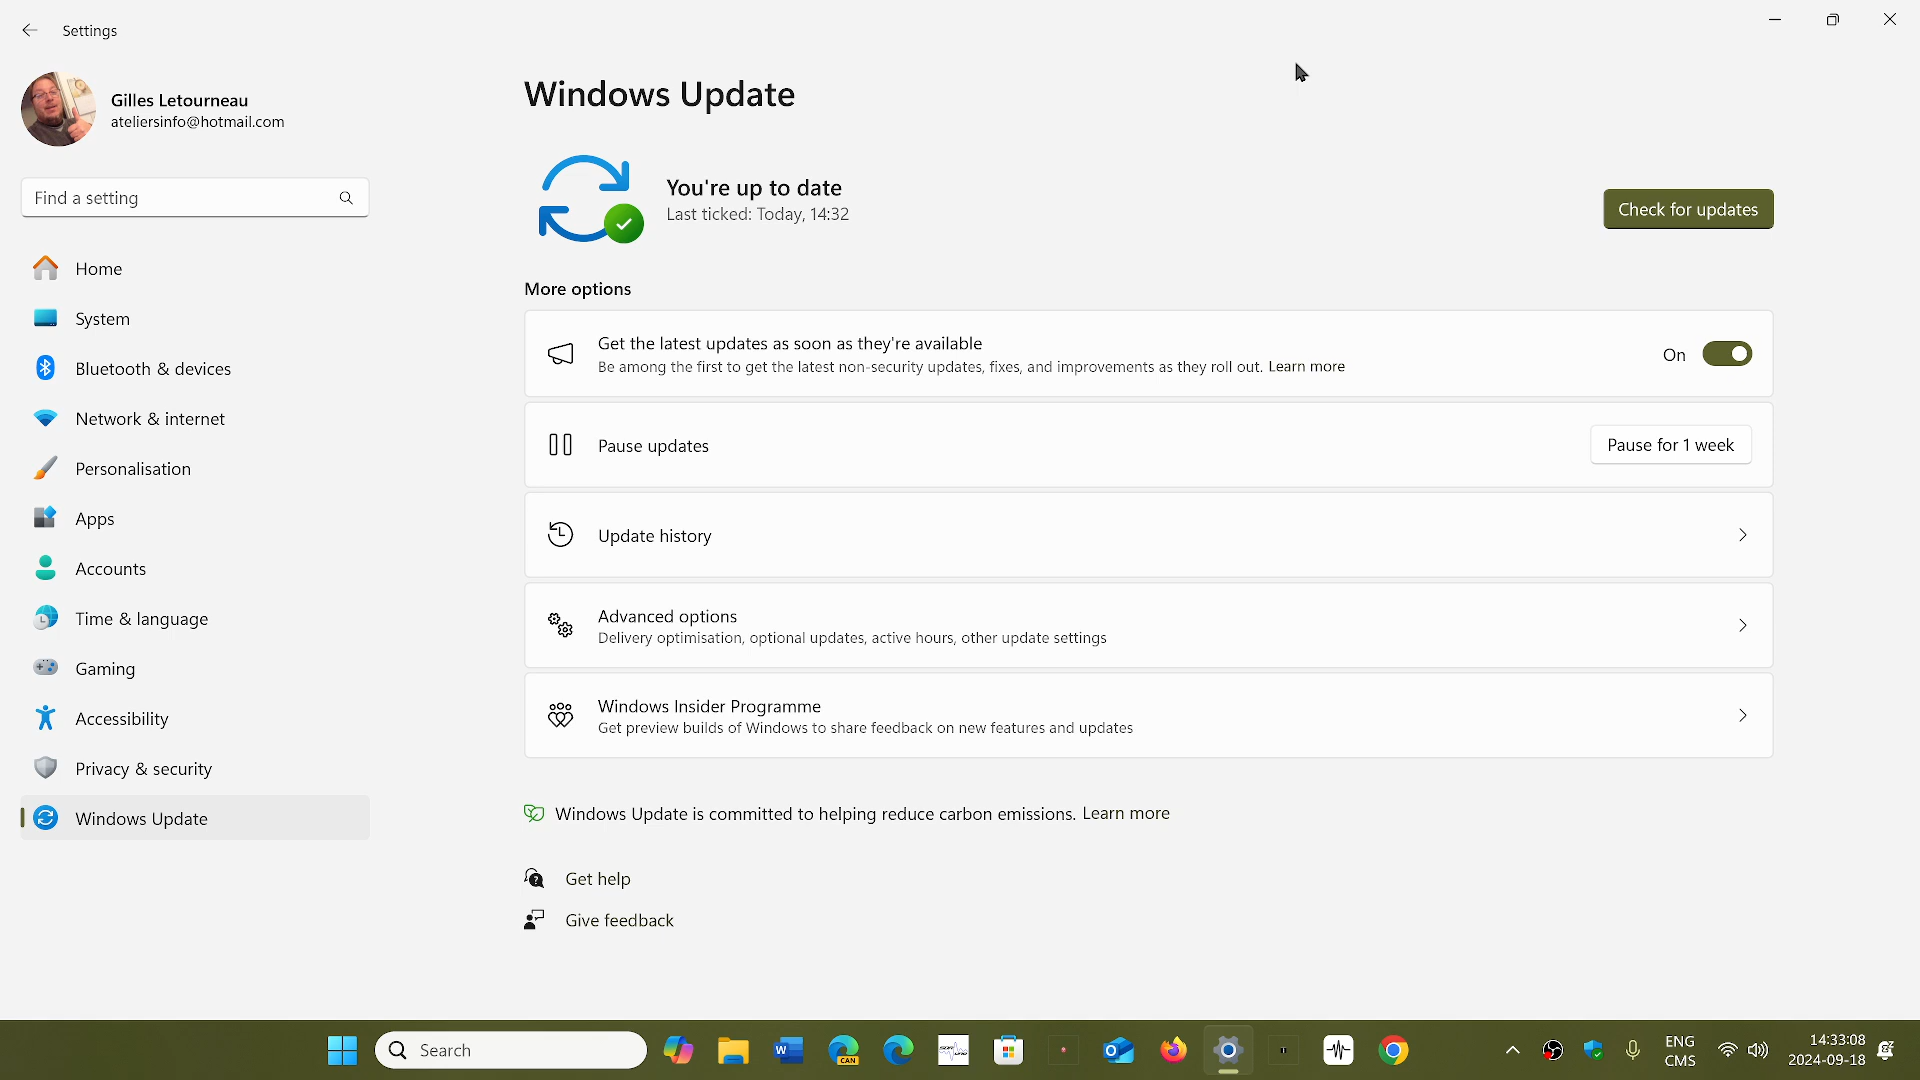 Settings
Gilles Letourneau
ateliersinfo@hotmail.com
Find a setting
Home
System
Bluetooth & devices
Network & internet
Personalisation
Apps
Accounts
Time & language
Gaming
Accessibility
Privacy & security
Windows Update
Windows Update
You're up to date
Last ticked: Today, 14:32
Check for updates
More options
Get the latest updates as soon as they're available
Be among the first to get the latest non-security updates, fixes, and improvements as they roll out. Learn more
On
Pause updates
Pause for 1 week
Update history
Advanced options
Delivery optimisation, optional updates, active hours, other update settings
Windows Insider Programme
Get preview builds of Windows to share feedback on new features and updates
Windows Update is committed to helping reduce carbon emissions. Learn more
Get help
Give feedback
Search
W
CAN
ENG
CMS
14:33:08
2024-09-18